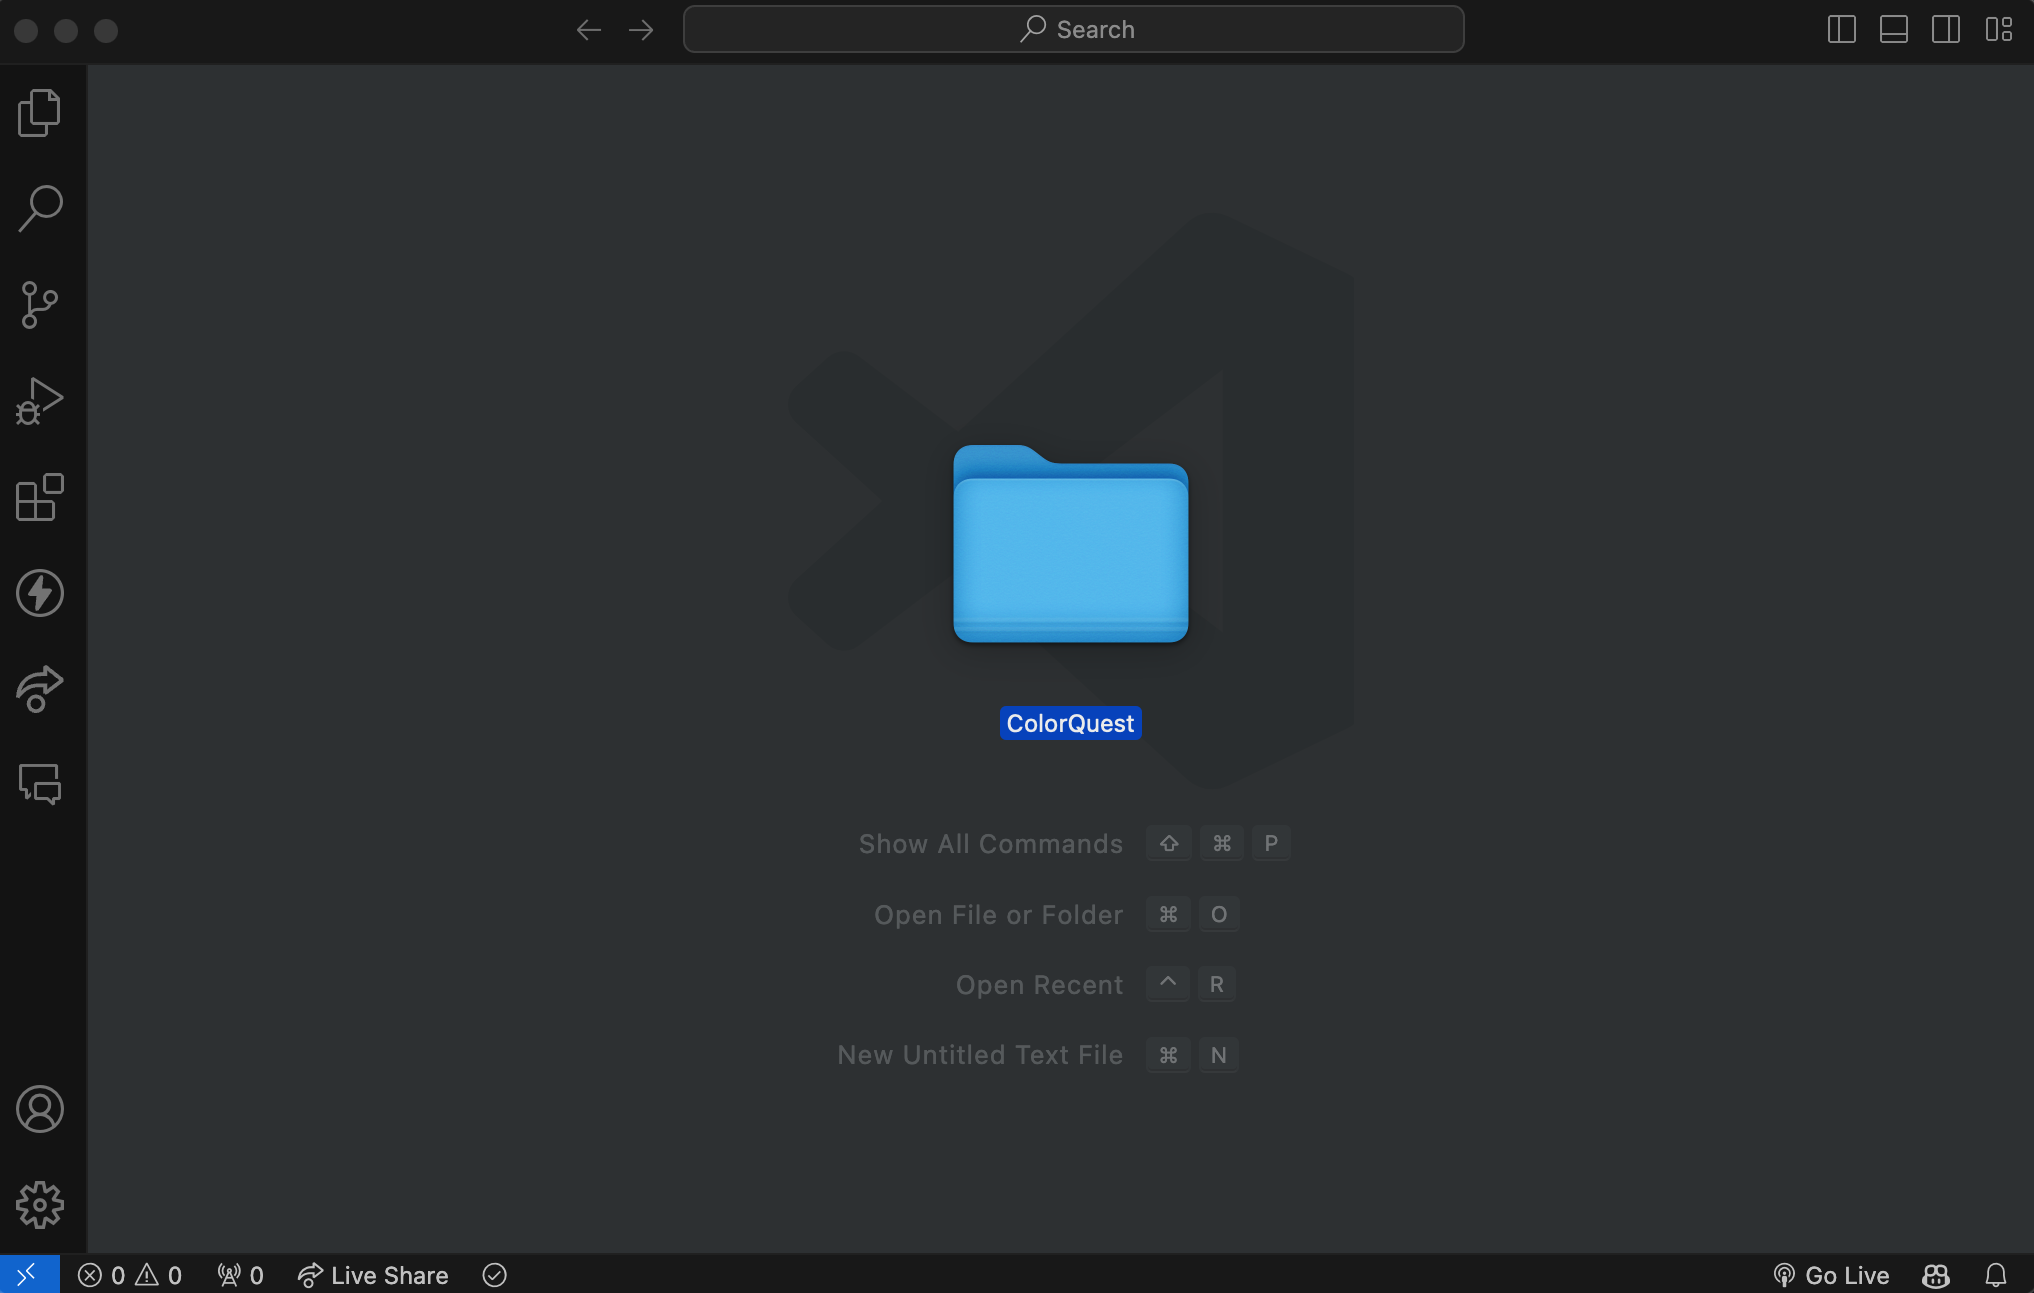 Search
ColorQuest
Show All Commands ⇧ ⌘ P
Open File or Folder ⌘ O
Open Recent ^ R
New Untitled Text File ⌘ N
0 0 0 Live Share Go Live